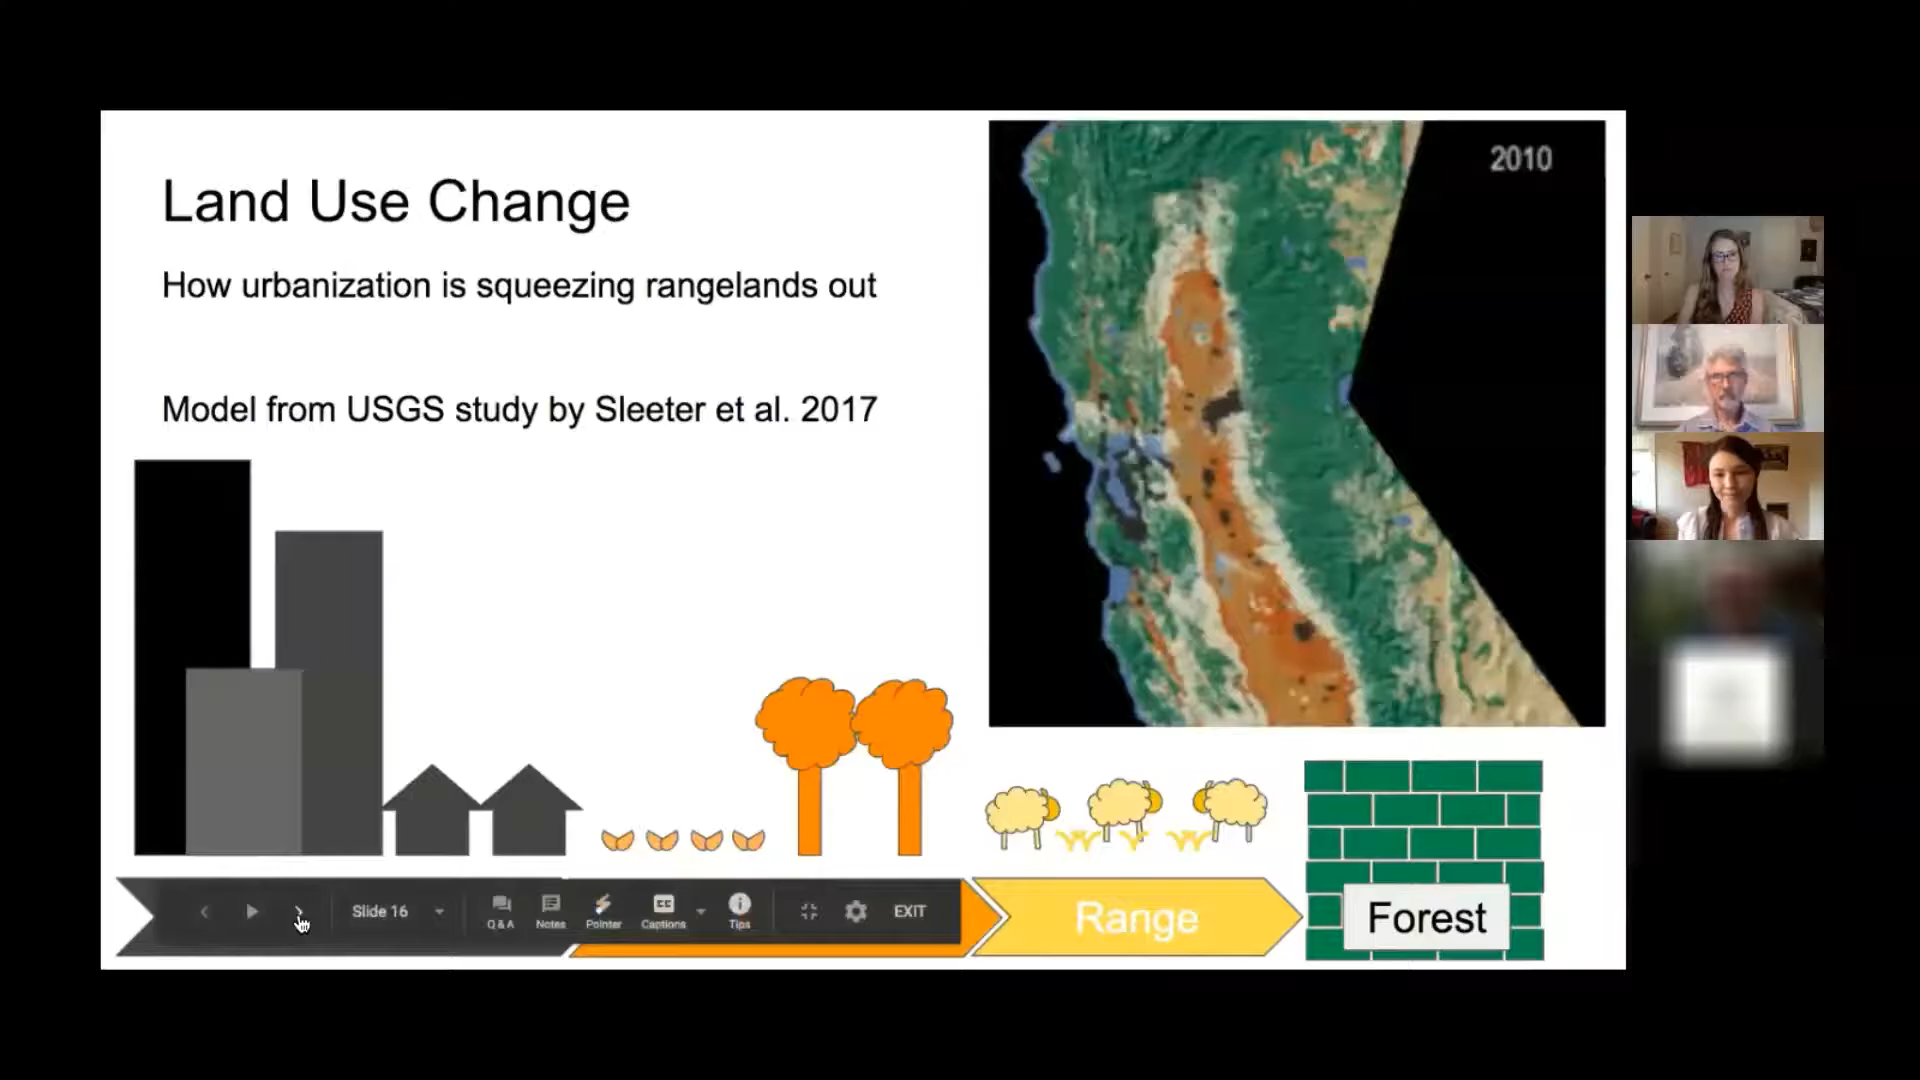 2010
Land Use Change
How urbanization is squeezing rangelands out
Model from USGS study by Sleeter et al. 2017
Slide 16
Q & A
Notes
Pointer
CC
Captions
Tips
EXIT
Range
Forest